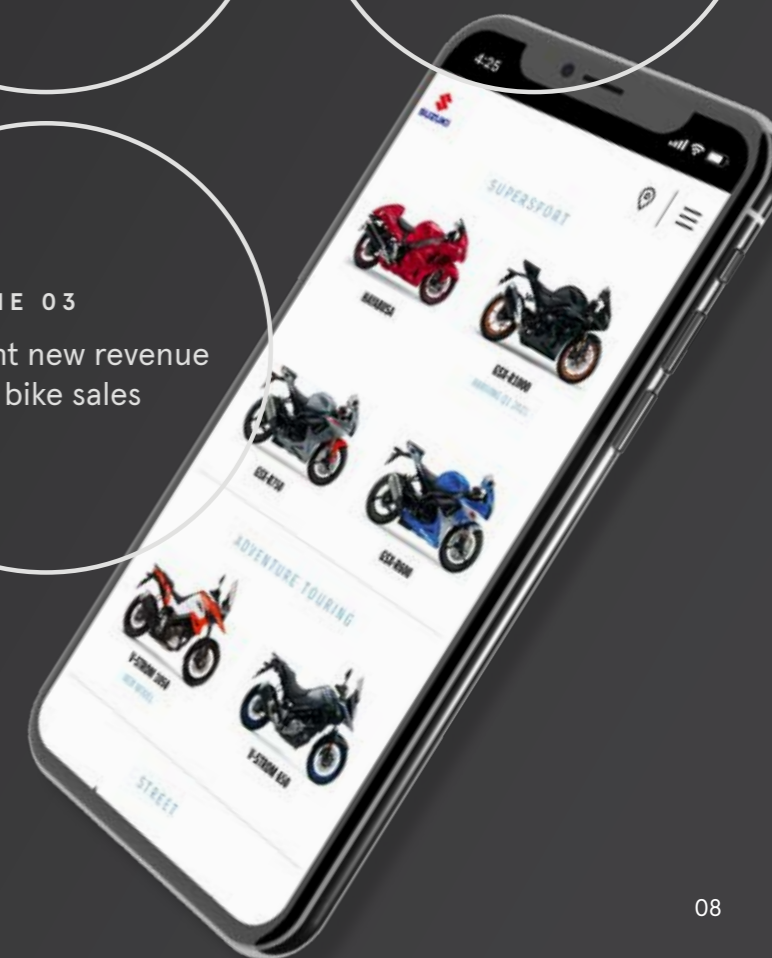 4:25
SUZUKI
SUPERSPORT
HAYABUSA
GSX-R1000
GSX-R750
GSX-R600
ADVENTURE TOURING
V-STROM 1050
V-STROM 650
STREET
03
new revenue
bike sales
08